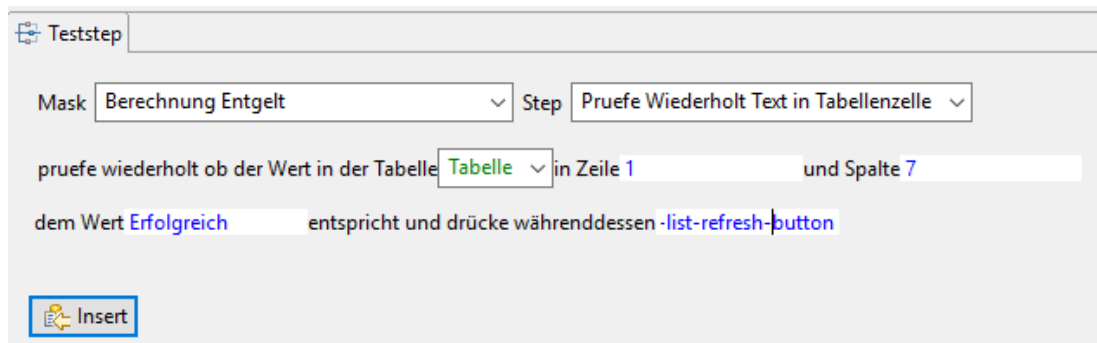 Teststep
Mask Berechnung Entgelt Step Pruefe Wiederholt Text in Tabellenzelle
pruefe wiederholt ob der Wert in der Tabelle Tabelle in Zeile 1 und Spalte 7
dem Wert Erfolgreich entspricht und drücke währenddessen -list-refresh-button
Insert